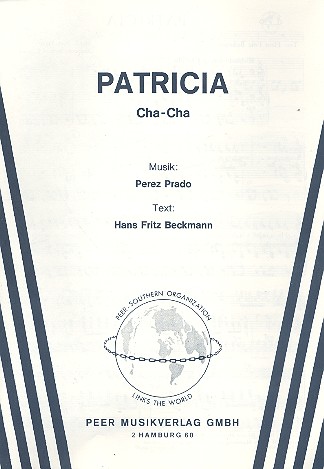 PATRICIA
Cha-Cha
Musik:
Perez Prado
Text:
Hans Fritz Beckmann
PEER-SOUTHERN ORGANIZATION
LINKS THE WORLD
PEER MUSIKVERLAG GMBH
2 HAMBURG 60